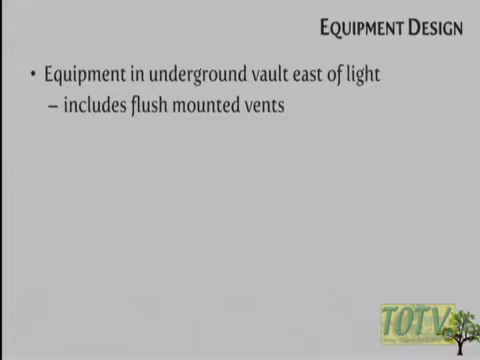 EQUIPMENT DESIGN
• Equipment in underground vault east of light
– includes flush mounted vents
TOTV